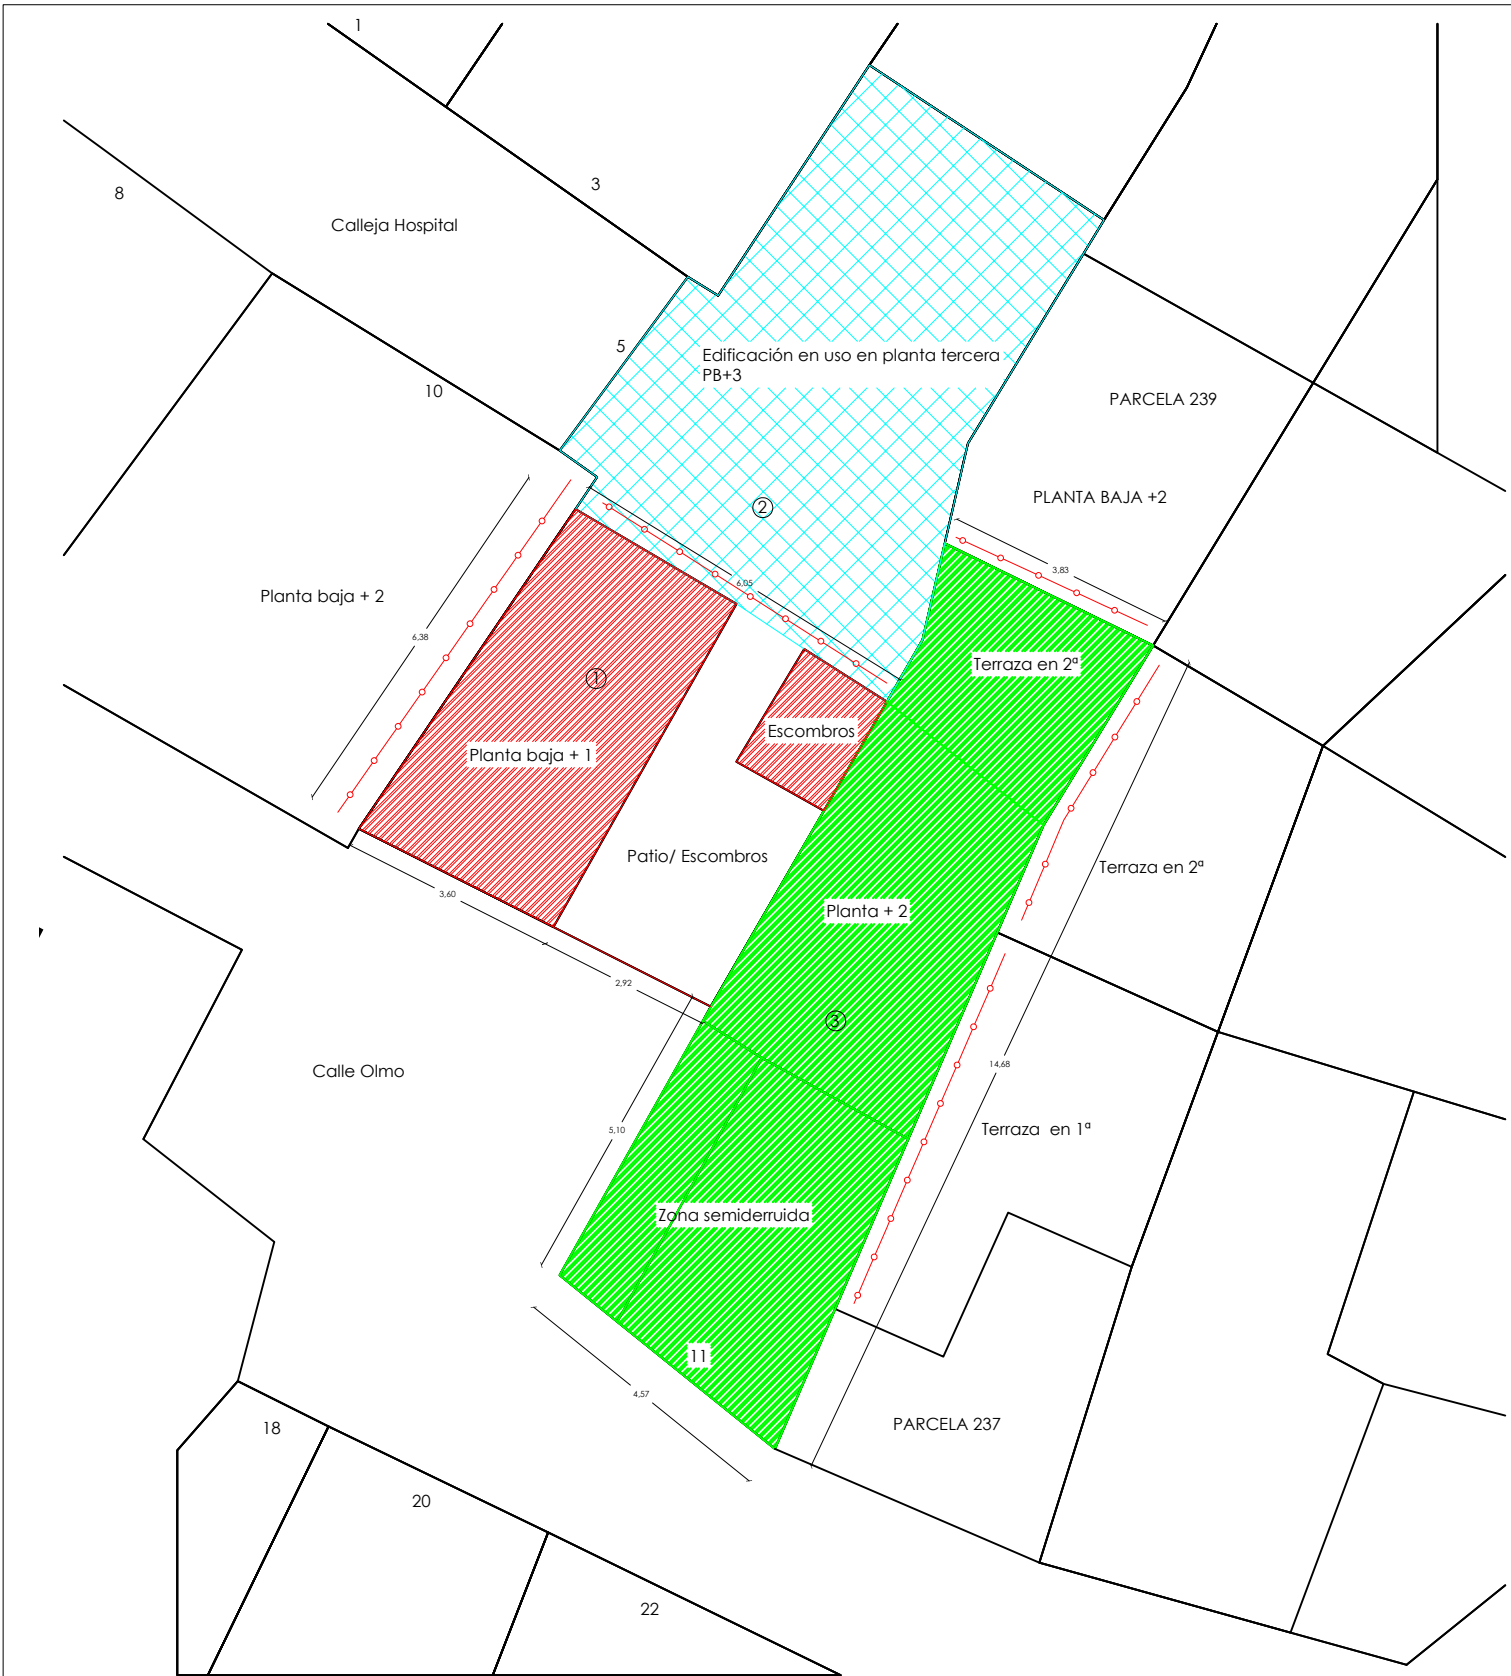 1
3
8
Calleja Hospital
5
Edificación en uso en planta tercera
PB+3
10
PARCELA 239
PLANTA BAJA +2
2
3,83
6,05
Planta baja + 2
6,38
Terraza en 2ª
1
Escombros
Planta baja + 1
Patio/ Escombros
Terraza en 2ª
3,60
Planta + 2
2,92
3
14,68
Calle Olmo
5,10
Terraza en 1ª
Zona semiderruida
11
4,57
PARCELA 237
18
20
22